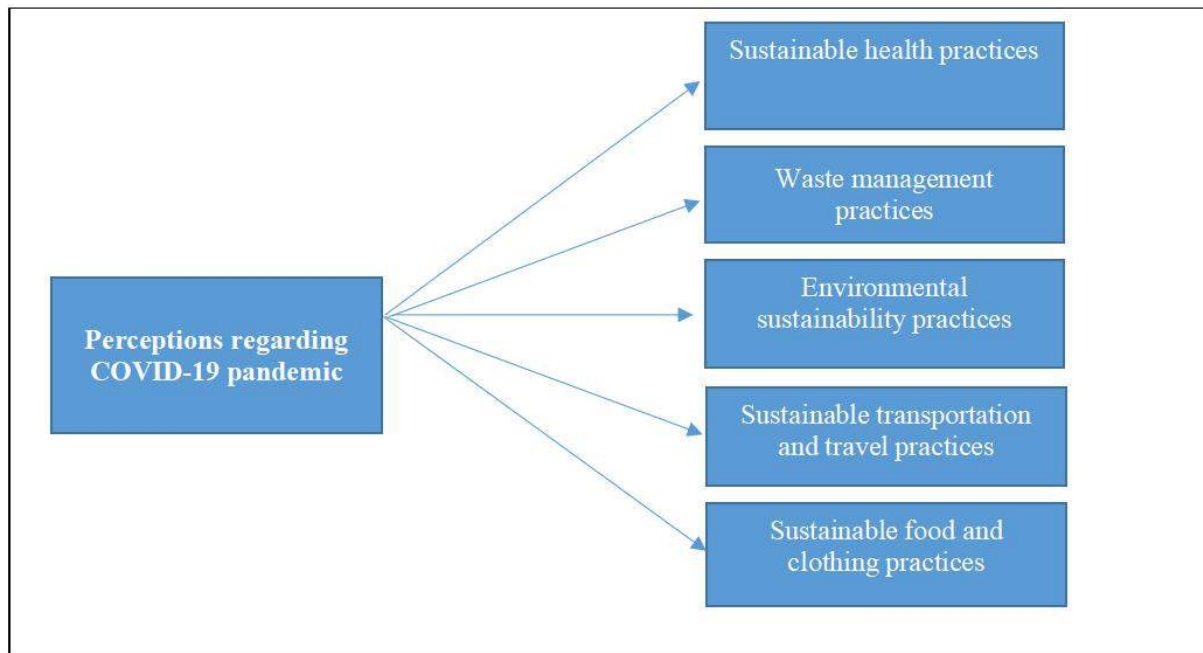 Sustainable health practices
Waste management
practices
Environmental
sustainability practices
Perceptions regarding
COVID-19 pandemic
Sustainable transportation
and travel practices
Sustainable food and
clothing practices